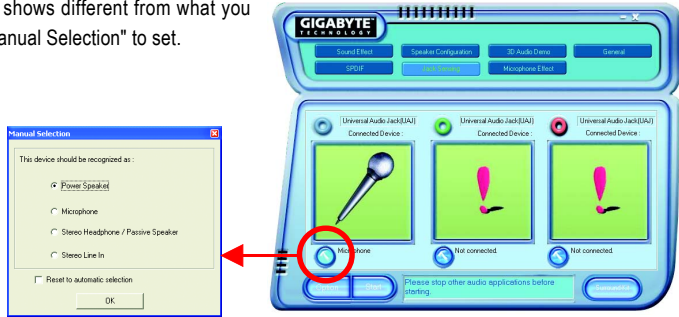 shows different from what you
anual Selection" to set.
GIGABYTE™
TECHNOLOGY
Sound Effect
Speaker Configuration
3D Audio Demo
General
SPDIF
Jack Sensing
Microphone Effect
Universal Audio Jack(UAJ)
Connected Device :
Universal Audio Jack(UAJ)
Connected Device :
Universal Audio Jack(UAJ)
Connected Device :
Microphone
Not connected.
Not connected.
Start
Please stop other audio applications before
starting.
Manual Selection
This device should be recognized as :
Power Speaker
Microphone
Stereo Headphone / Passive Speaker
Stereo Line In
Reset to automatic selection
OK